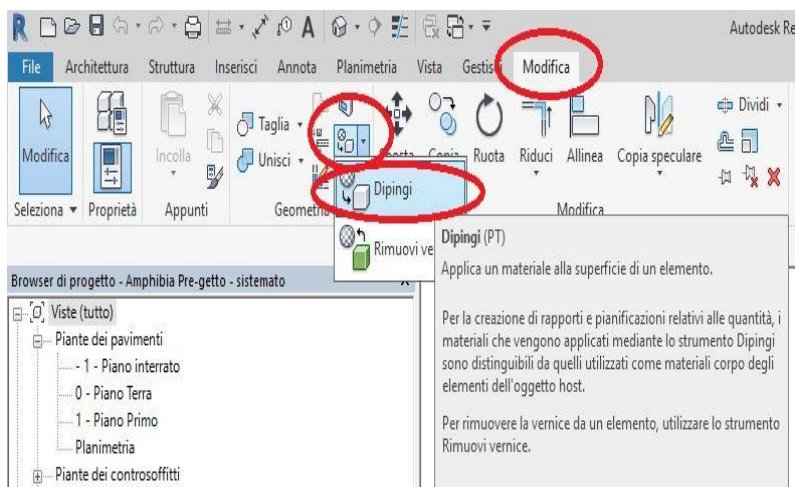 Autodesk Re
File Architettura Struttura Inserisci Annota Planimetria Vista Modifica
Modifica Incolla Taglia Unisci Copia Ruota Riduci Allinea Copia speculare Dividi
Seleziona Proprietà Appunti Modifica
Dipingi
Rimuovi ve
Dipingi (PT)
Applica un materiale alla superficie di un elemento.
Per la creazione di rapporti e pianificazioni relativi alle quantità, i
materiali che vengono applicati mediante lo strumento Dipingi
sono distinguibili da quelli utilizzati come materiali corpo degli
elementi dell'oggetto host.
Per rimuovere la vernice da un elemento, utilizzare lo strumento
Rimuovi vernice.
Browser di progetto - Amphibia Pre-getto - sistemato
Viste (tutto)
Piante dei pavimenti
- 1 - Piano interrato
0 - Piano Terra
1 - Piano Primo
Planimetria
Piante dei controsoffitti